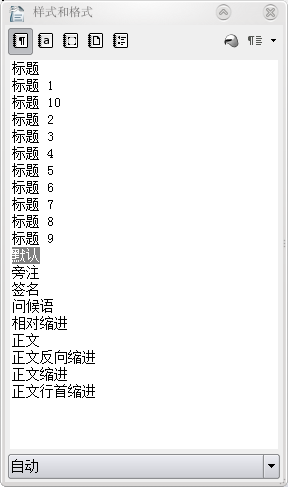 样式和格式
标题
标题 1
标题 10
标题 2
标题 3
标题 4
标题 5
标题 6
标题 7
标题 8
标题 9
默认
旁注
签名
问候语
相对缩进
正文
正文反向缩进
正文缩进
正文行首缩进
自动